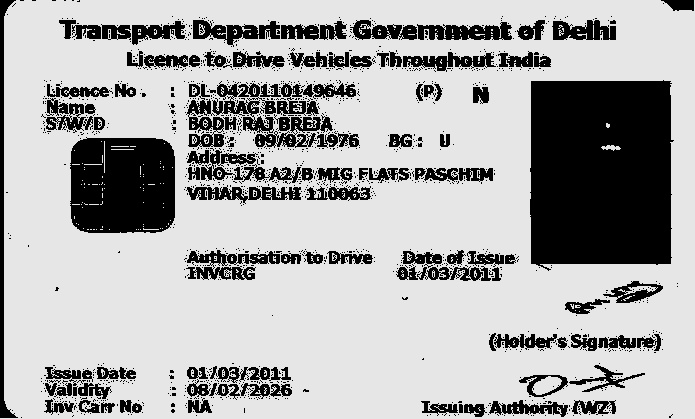 Transport Department Government of Delhi
Licence to Drive Vehicles Throughout India
Licence No. : DL-0420110149646 (P) N
Name : ANURAG BREJA
S/W/D : BODH RAJ BREJA
DOB : 09/02/1976 BG : U
Address :
HNO-178 A2/B MIG FLATS PASCHIM
VIHAR,DELHI 110063
Authorisation to Drive Date of Issue
INVCRG 01/03/2011
(Holder's Signature)
Issue Date : 01/03/2011
Validity : 08/02/2026
Inv Carr No : NA
Issuing Authority (WZ)